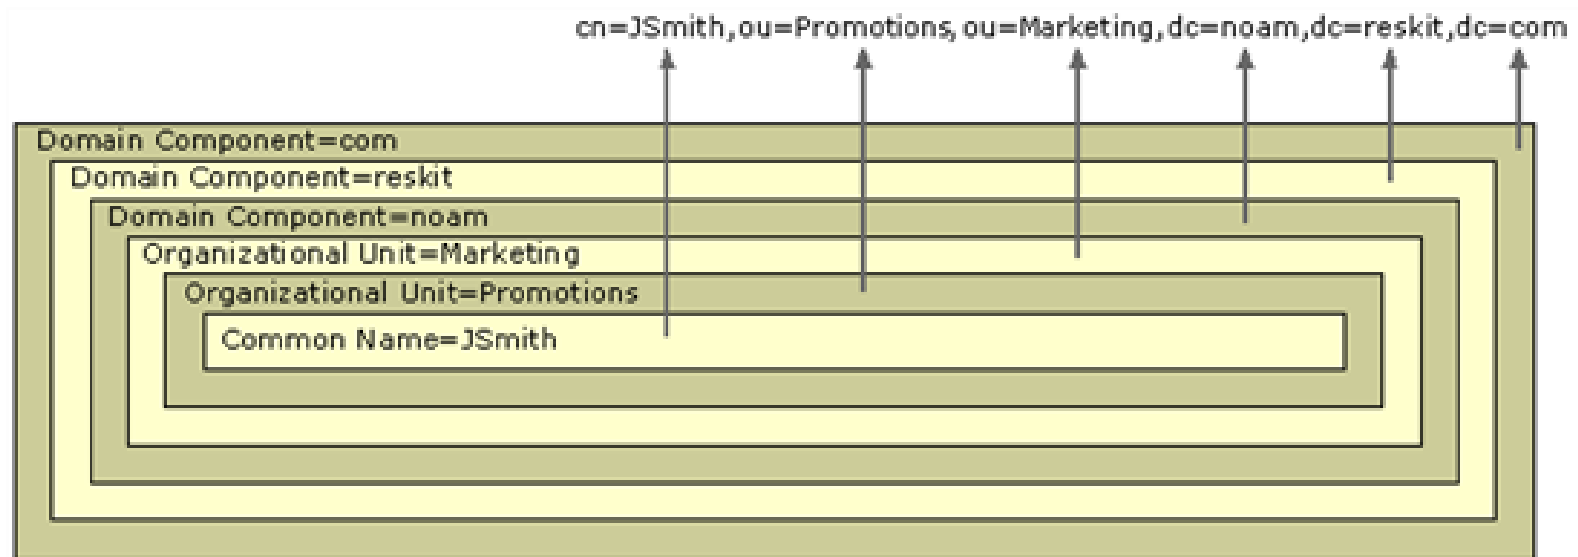 cn=JSmith,ou=Promotions,ou=Marketing,dc=noam,dc=reskit,dc=com
Domain Component=com
Domain Component=reskit
Domain Component=noam
Organizational Unit=Marketing
Organizational Unit=Promotions
Common Name=JSmith